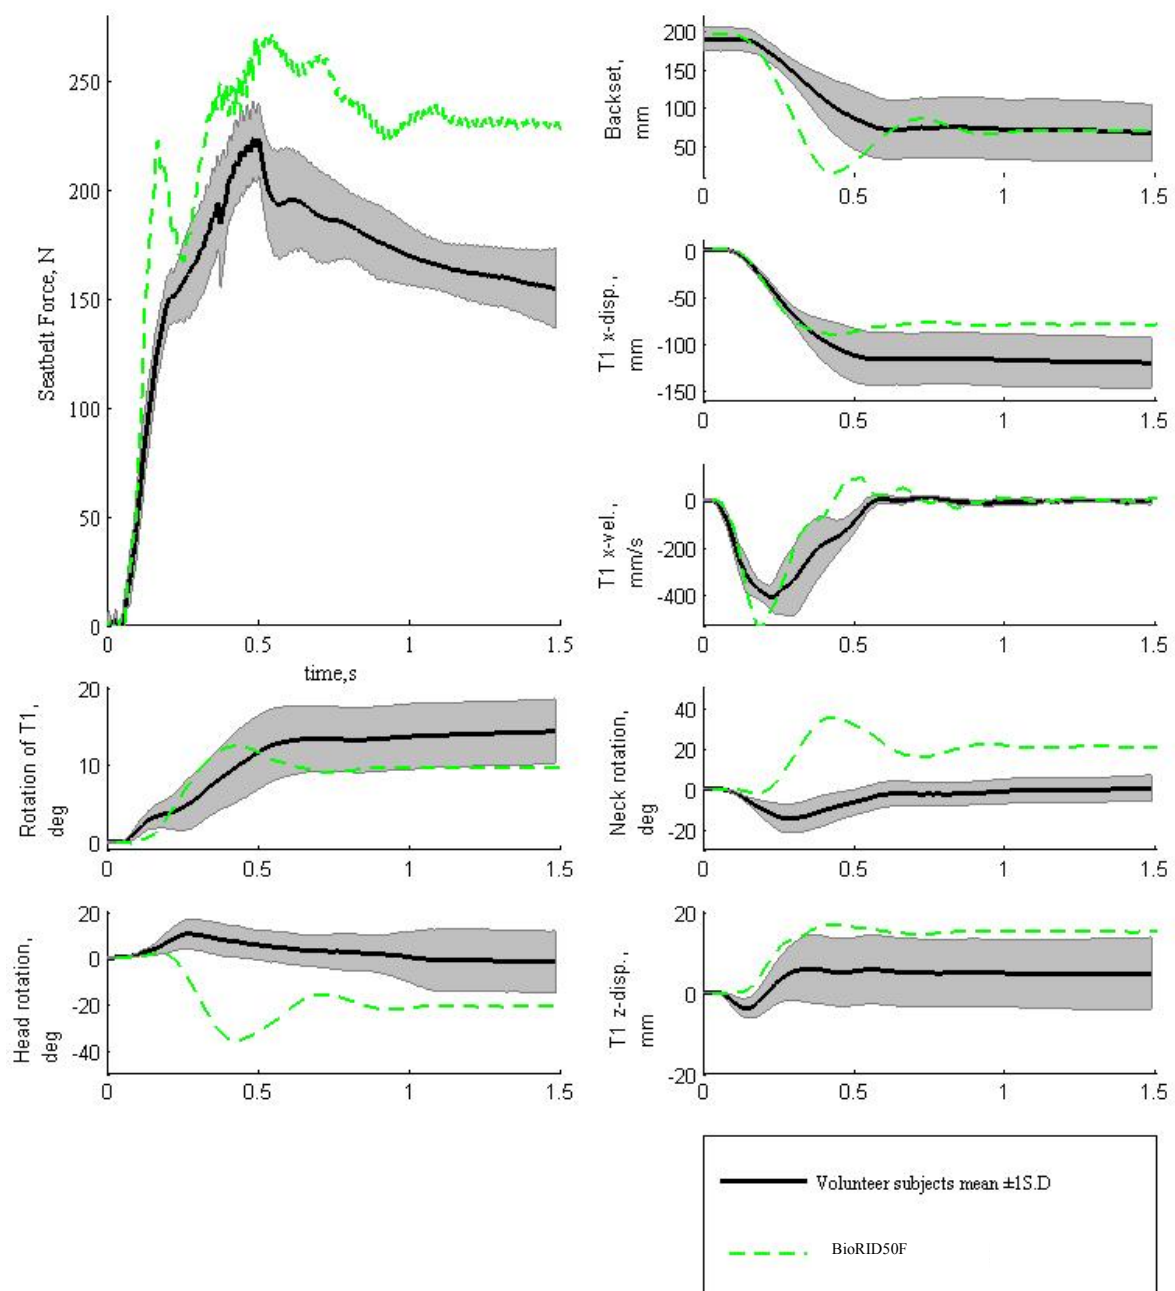 250
200
150
100
50
0
Seatbelt Force, N
0 0.5 1 1.5
time,s
200
150
100
50
Backset,
mm
0 0.5 1 1.5
0
-50
-100
-150
T1 x-disp.,
mm
0 0.5 1 1.5
0
-200
-400
T1 x-vel.,
mm/s
0 0.5 1 1.5
20
10
0
Rotation of T1,
deg
0 0.5 1 1.5
40
20
0
-20
Neck rotation,
deg
0 0.5 1 1.5
20
0
-20
-40
Head rotation,
deg
0 0.5 1 1.5
20
0
-20
T1 z-disp.,
mm
0 0.5 1 1.5
Volunteer subjects mean ±1S.D
BioRID50F